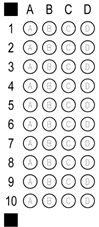 A B C D
1 A B C D
2 A B C D
3 A B C D
4 A B C D
5 A B C D
6 A B C D
7 A B C D
8 A B C D
9 A B C D
10 A B C D